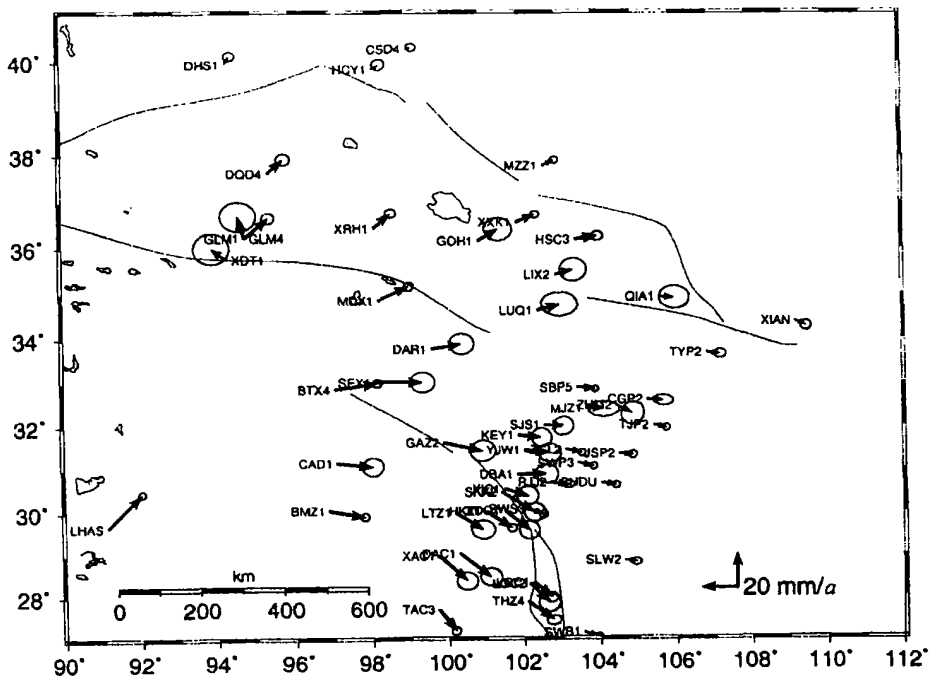 CSD4
40°
DHS1
HCY1
38°
MZZ1
DQD4
XXK1
XRH1
GLM1
GLM4
GOH1
HSC3
36°
XDT1
LIX2
QIA1
MDX1
LUQ1
XIAN
34°
DAR1
TYP2
SEX1
BTX4
SBP5
CGP2
MJZ1
32°
SJS1
TJP2
KEY1
GAZ2
YJW1
CAD1
DBA1
30°
BMZ1
LTZ1
LHAS
SLW2
km
0 200 400 600
20 mm/a
THZ4
28°
TAC3
SWB1
90° 92° 94° 96° 98° 100° 102° 104° 106° 108° 110° 112°